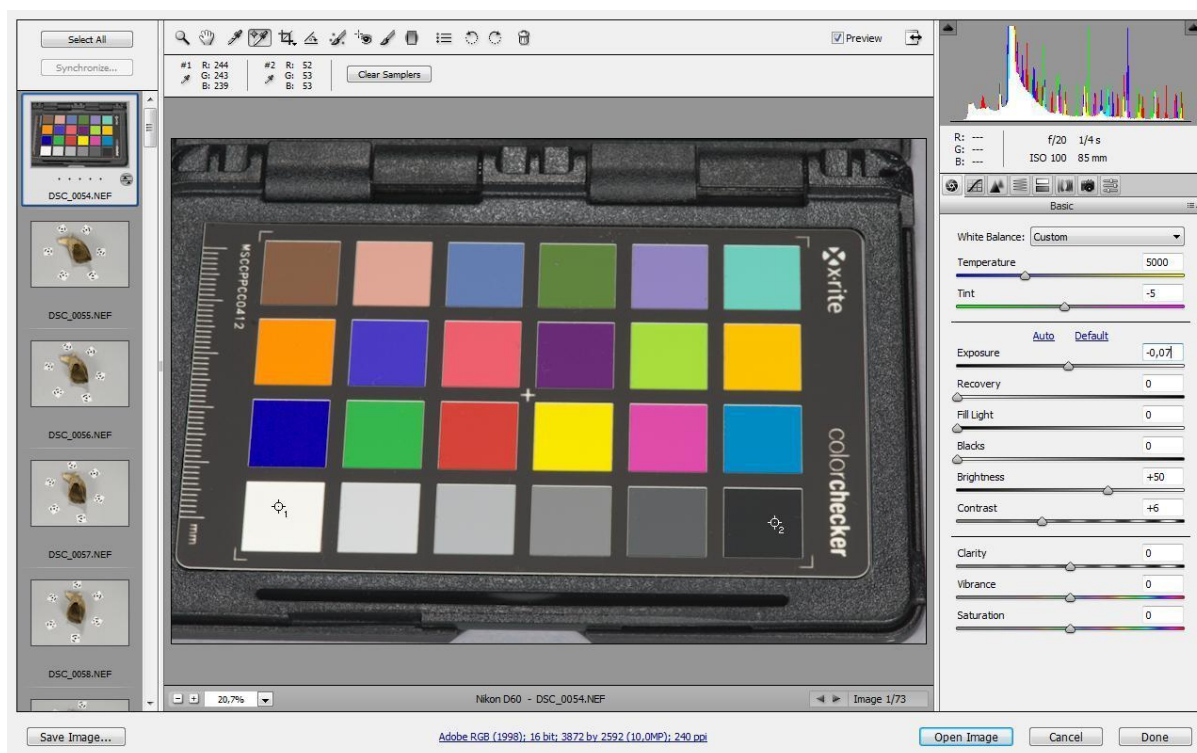 Select All
Synchronize...
#1 R: 244 #2 R: 52
G: 243 G: 53
B: 239 B: 53
Clear Samplers
Preview
R: --- f/20 1/4 s
G: ---
B: --- ISO 100 85 mm
Basic
White Balance: Custom
Temperature 5000
Tint -5
Auto Default
Exposure -0,07
Recovery 0
Fill Light 0
Blacks 0
Brightness +50
Contrast +6
Clarity 0
Vibrance 0
Saturation 0
DSC_0054.NEF
DSC_0055.NEF
DSC_0056.NEF
DSC_0057.NEF
DSC_0058.NEF
MSCCPPCC0412
mm
x-rite
colorchecker
1
2
20,7%
Nikon D60 - DSC_0054.NEF
Image 1/73
Save Image...
Adobe RGB (1998); 16 bit; 3872 by 2592 (10,0MP); 240 ppi
Open Image
Cancel
Done